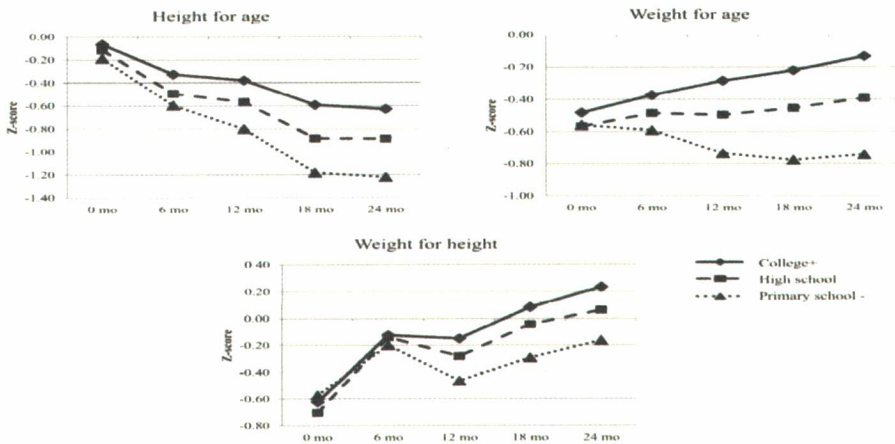 Height for age
0.00
-0.20
-0.40
-0.60
-0.80
-1.00
-1.20
-1.40
Z-score
0 mo 6 mo 12 mo 18 mo 24 mo
Weight for age
0.00
-0.20
-0.40
-0.60
-0.80
-1.00
Z-score
0 mo 6 mo 12 mo 18 mo 24 mo
Weight for height
0.40
0.20
0.00
-0.20
-0.40
-0.60
-0.80
Z-score
0 mo 6 mo 12 mo 18 mo 24 mo
College+
High school
Primary school -